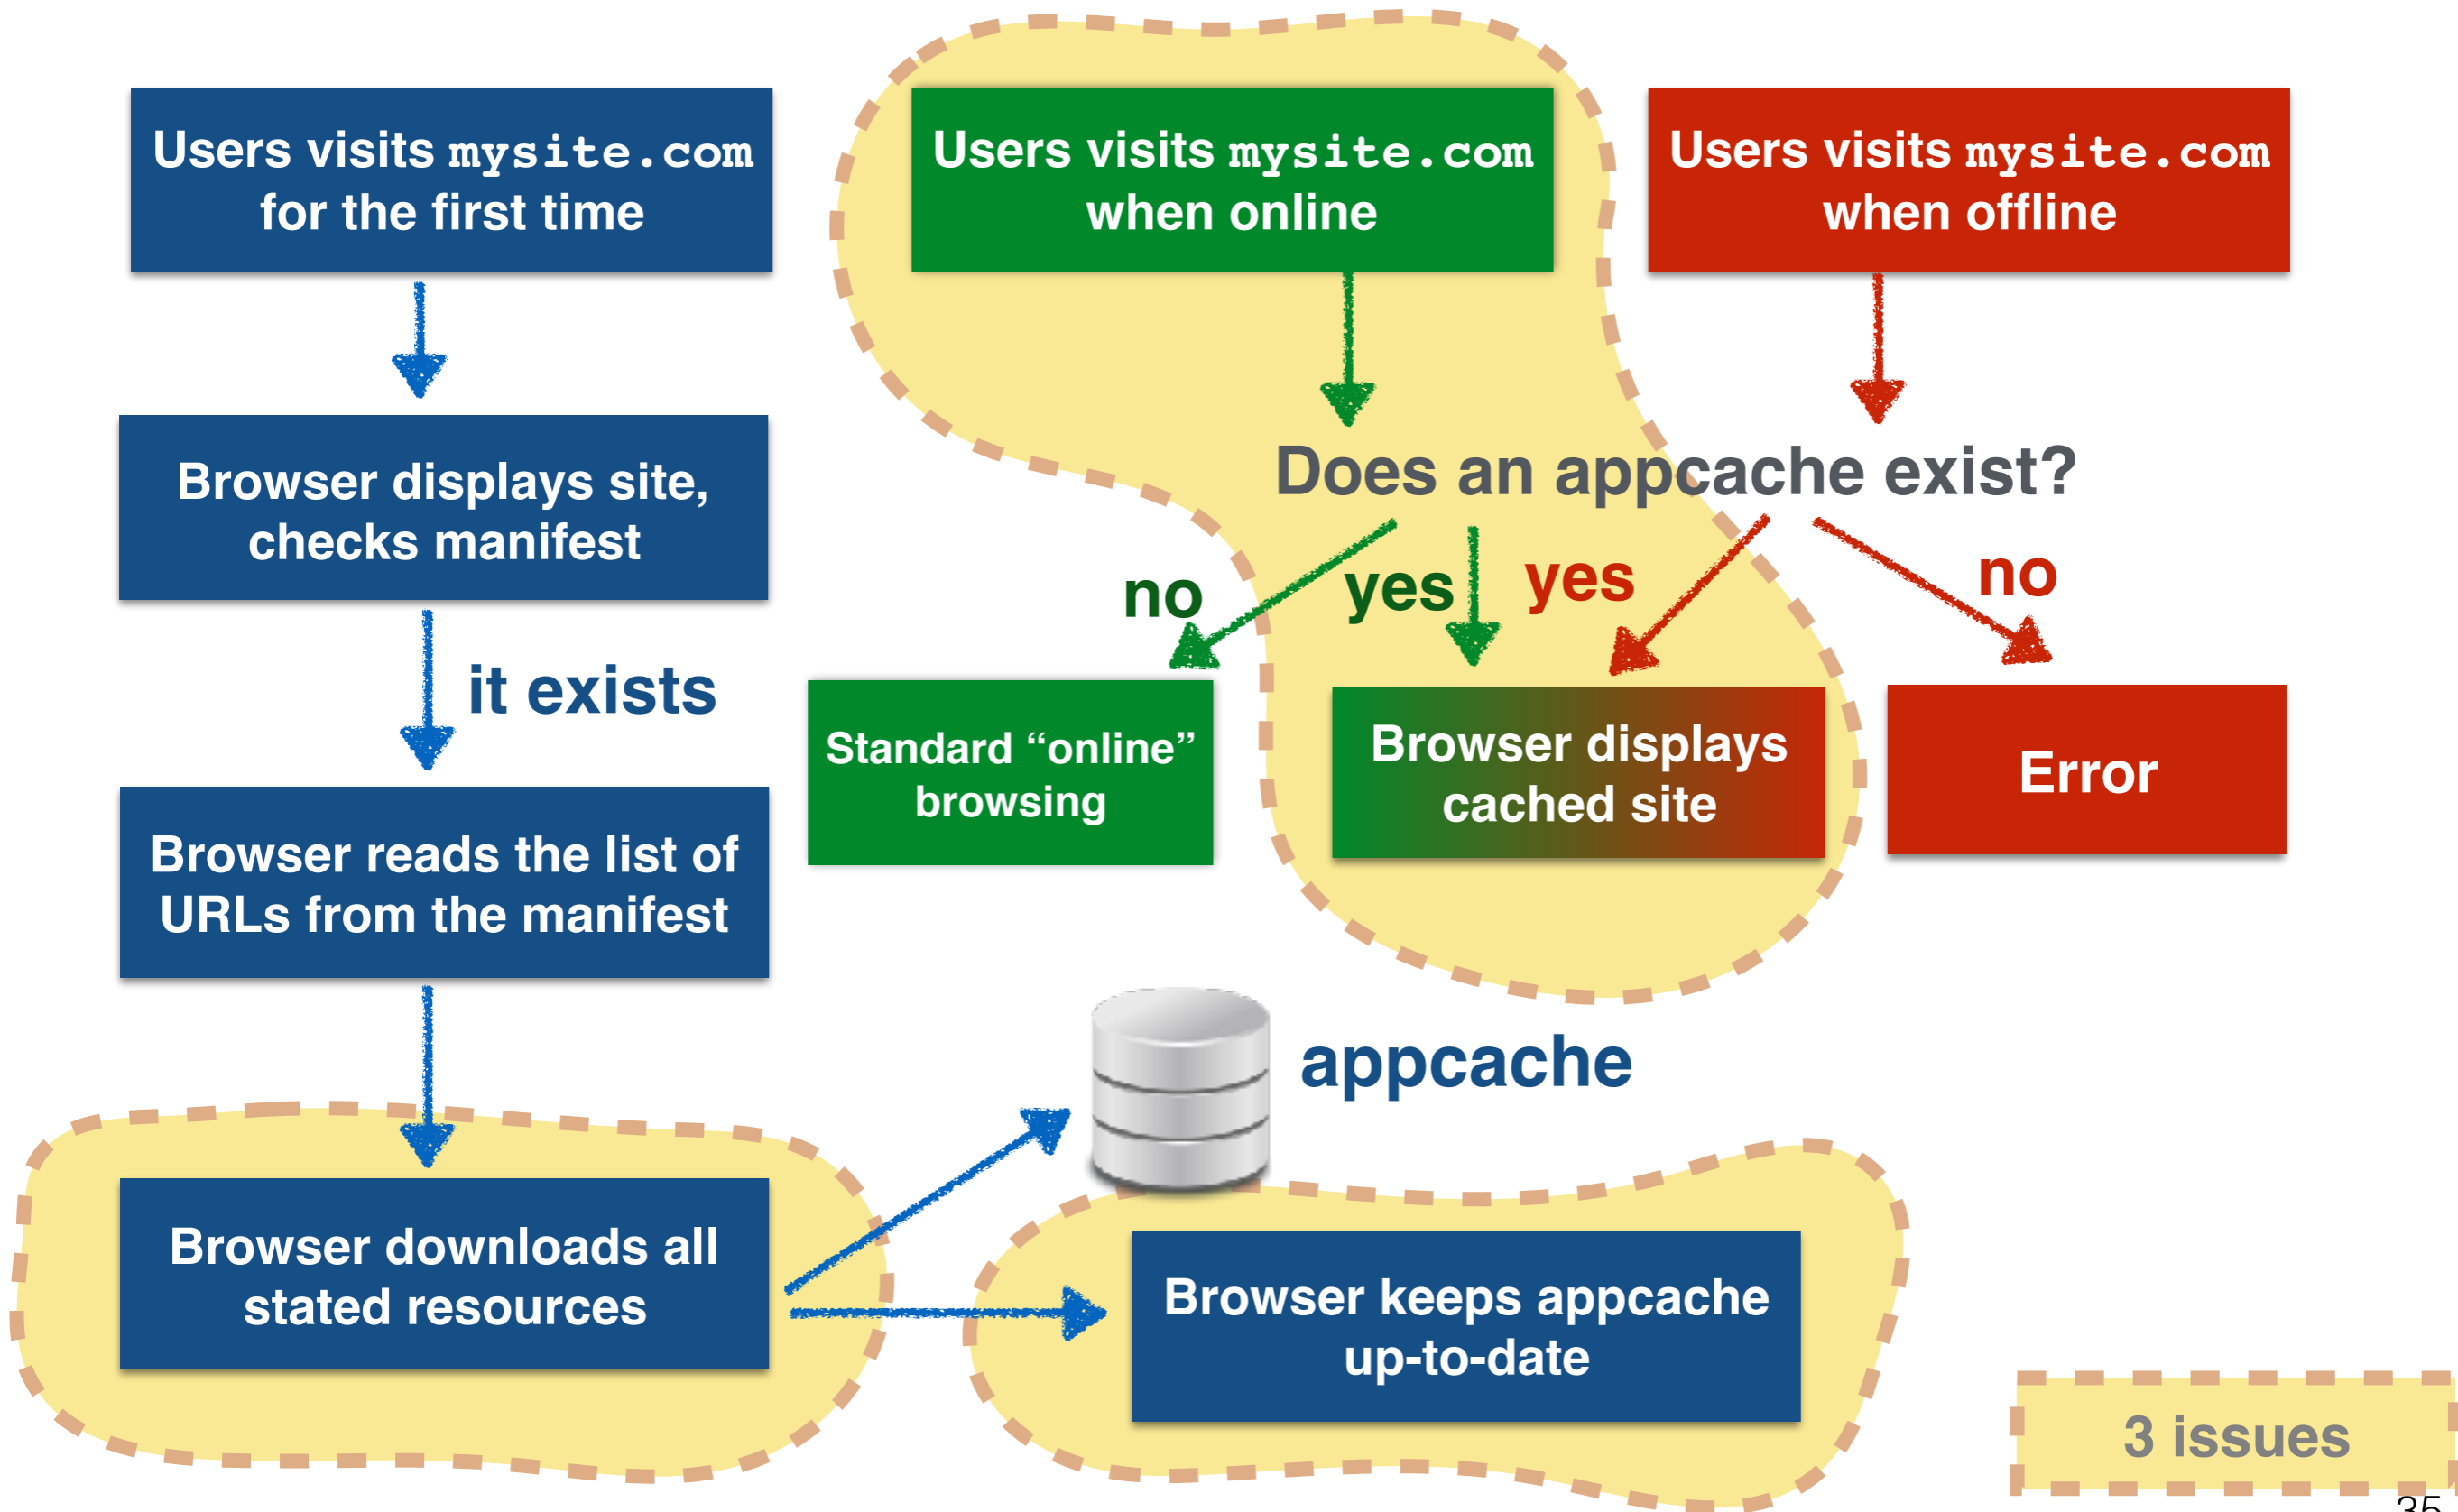 Users visits mysite.com
for the first time
Users visits mysite.com
when online
Users visits mysite.com
when offline
Browser displays site,
checks manifest
Does an appcache exist?
no
yes
yes
no
it exists
Standard “online”
browsing
Browser displays
cached site
Error
Browser reads the list of
URLs from the manifest
appcache
Browser downloads all
stated resources
Browser keeps appcache
up-to-date
3 issues
35